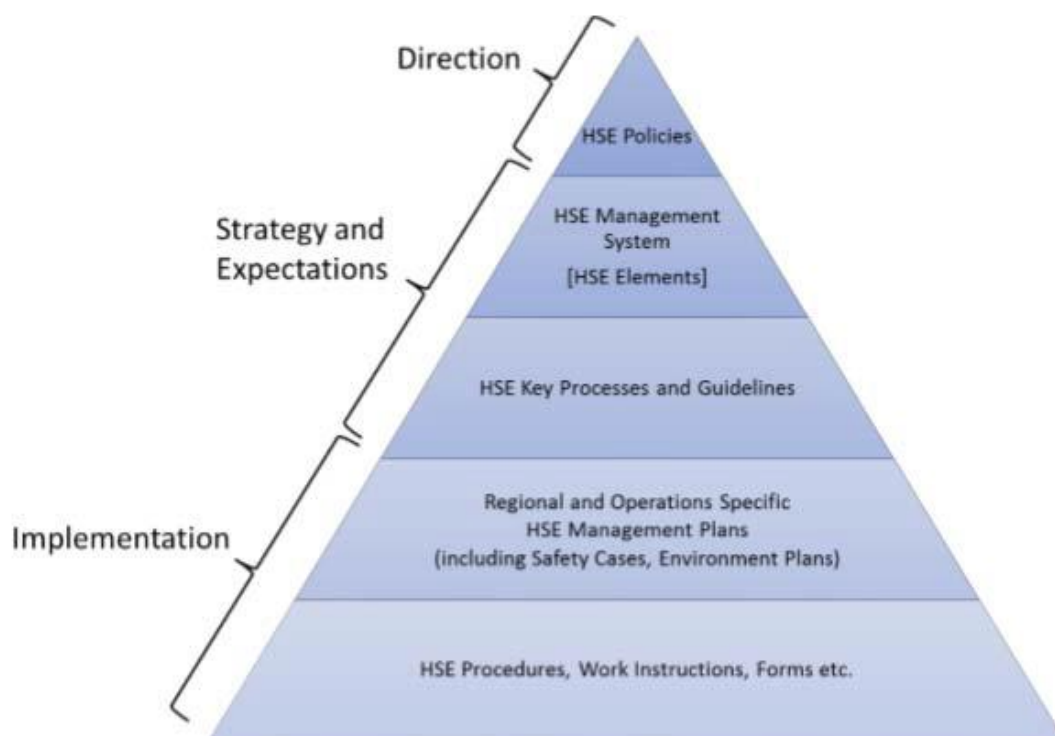 Direction
HSE Policies
Strategy and
Expectations
HSE Management
System
[HSE Elements]
HSE Key Processes and Guidelines
Implementation
Regional and Operations Specific
HSE Management Plans
(including Safety Cases, Environment Plans)
HSE Procedures, Work Instructions, Forms etc.